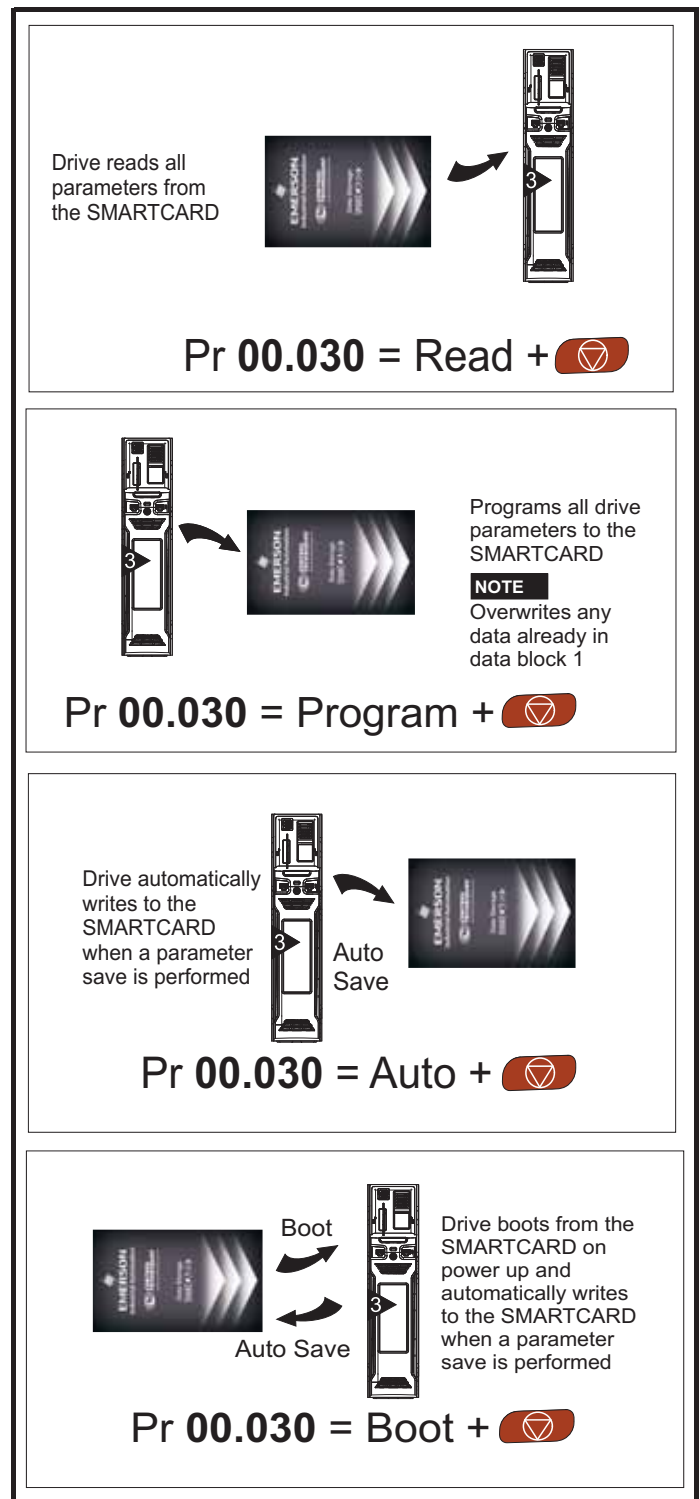 Drive reads all
parameters from
the SMARTCARD
EMERSON
3
Pr 00.030 = Read +
3
EMERSON
Programs all drive
parameters to the
SMARTCARD
NOTE
Overwrites any
data already in
data block 1
Pr 00.030 = Program +
Drive automatically
writes to the
SMARTCARD
when a parameter
save is performed
3
Auto
Save
EMERSON
Pr 00.030 = Auto +
EMERSON
Boot
Auto Save
3
Drive boots from the
SMARTCARD on
power up and
automatically writes
to the SMARTCARD
when a parameter
save is performed
Pr 00.030 = Boot +